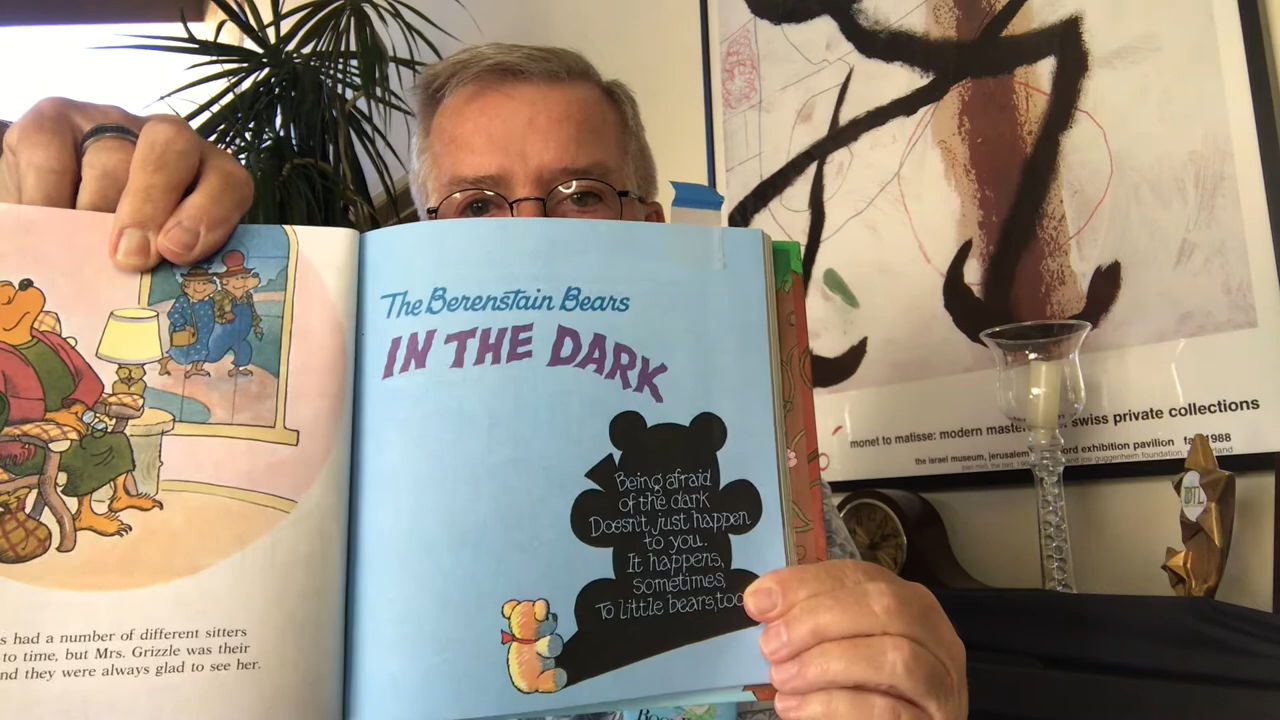 s had a number of different sitters
to time, but Mrs. Grizzle was their
nd they were always glad to see her.
The Berenstain Bears
IN THE DARK
Being afraid
of the dark
Doesn't just happen
to you.
It happens,
sometimes,
To little bears, too
monet to matisse: modern maste swiss private collections
the israel museum, jerusalem ord exhibition pavilion fa 1988
BTL